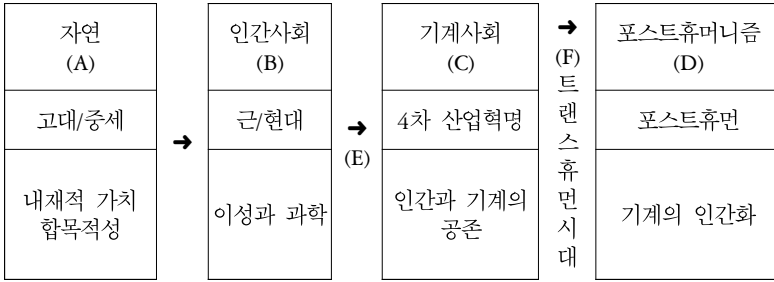 자연
(A)
고대/중세
내재적 가치
합목적성
➜
인간사회
(B)
근/현대
이성과 과학
➜
(E)
기계사회
(C)
4차 산업혁명
인간과 기계의
공존
➜
(F)
트
랜
스
휴
먼
시
대
포스트휴머니즘
(D)
포스트휴먼
기계의 인간화